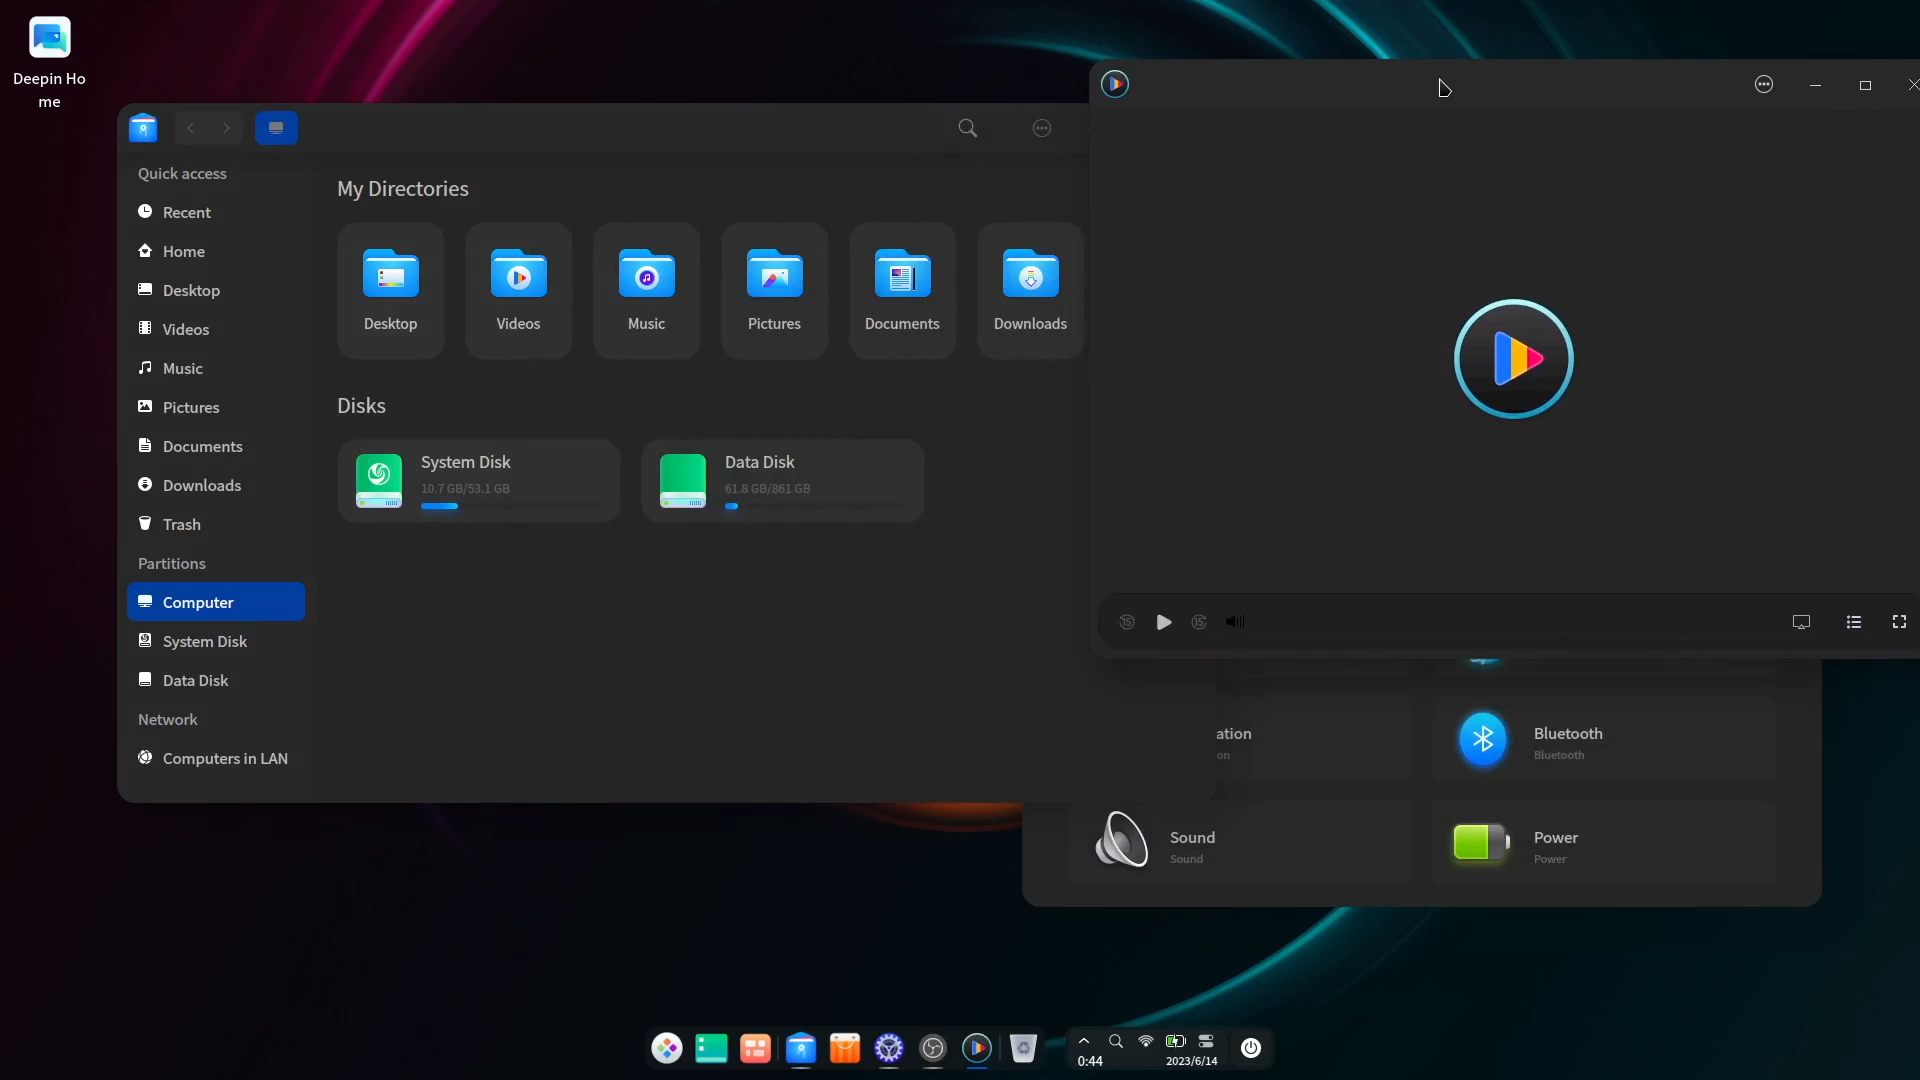 Deepin Ho
me
Quick access
Recent
Home
Desktop
Videos
Music
Pictures
Documents
Downloads
Trash
Partitions
Computer
System Disk
Data Disk
Network
Computers in LAN
My Directories
Desktop
Videos
Music
Pictures
Documents
Downloads
Disks
System Disk
10.7 GB/53.1 GB
Data Disk
61.8 GB/861 GB
15
15
ation
on
Bluetooth
Bluetooth
Sound
Sound
Power
Power
0:44
2023/6/14